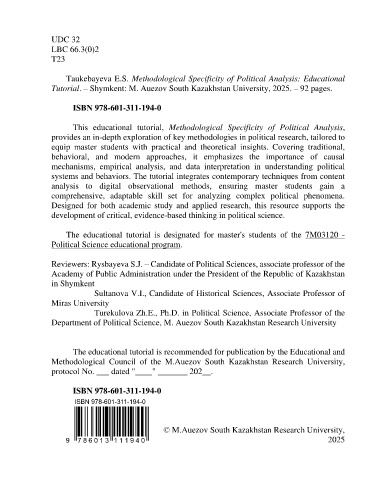 UDC 32
LBC 66.3(0)2
T23
Taukebayeva E.S. Methodological Specificity of Political Analysis: Educational
Tutorial. – Shymkent: M. Auezov South Kazakhstan University, 2025. – 92 pages.
ISBN 978-601-311-194-0
This educational tutorial, Methodological Specificity of Political Analysis,
provides an in-depth exploration of key methodologies in political research, tailored to
equip master students with practical and theoretical insights. Covering traditional,
behavioral, and modern approaches, it emphasizes the importance of causal
mechanisms, empirical analysis, and data interpretation in understanding political
systems and behaviors. The tutorial integrates contemporary techniques from content
analysis to digital observational methods, ensuring master students gain a
comprehensive, adaptable skill set for analyzing complex political phenomena.
Designed for both academic study and applied research, this resource supports the
development of critical, evidence-based thinking in political science.
The educational tutorial is designed for master's students of the 7M03120 -
Political Science educational program.
Reviewers: Rysbayeva S.J. – Candidate of Political Sciences, associate professor of the
Academy of Public Administration under the President of the Republic of Kazakhstan
in Shymkent
Sultanova V.I., Candidate of Historical Sciences, Associate Professor of
Miras University
Turekulova Zh.E., Ph.D. in Political Science, Associate Professor of the
Department of Political Science, M. Auezov South Kazakhstan Research University
The educational tutorial is recommended for publication by the Educational and
Methodological Council of the M.Auezov South Kazakhstan Research University,
protocol No. ___ dated "____" _______ 202__.
ISBN 978-601-311-194-0
ISBN 978-601-311-194-0
9 786013 111940
© M.Auezov South Kazakhstan Research University,
2025